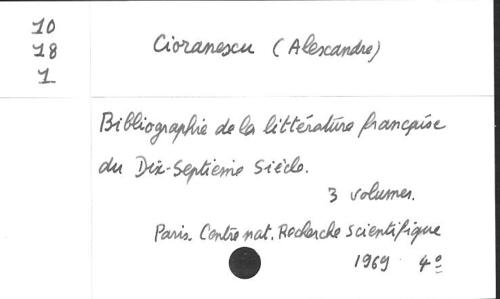 10
18
1
Cioranescu (Alexandre)
Bibliographie de la littérature française
du Dix-Septieme Siècle.
3 volumes.
Paris. Centre nat. Recherche scientifique
1969 4º